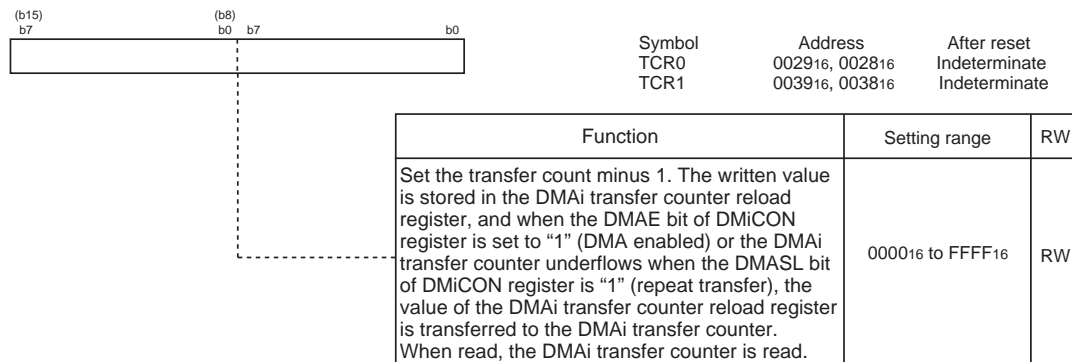 (b15) (b8)
b7 b0 b7 b0
Symbol Address After reset
TCR0 002916, 002816 Indeterminate
TCR1 003916, 003816 Indeterminate
Function Setting range RW
Set the transfer count minus 1. The written value
is stored in the DMAi transfer counter reload
register, and when the DMAE bit of DMiCON
register is set to “1” (DMA enabled) or the DMAi
transfer counter underflows when the DMASL bit
of DMiCON register is “1” (repeat transfer), the
value of the DMAi transfer counter reload register
is transferred to the DMAi transfer counter.
When read, the DMAi transfer counter is read.
000016 to FFFF16 RW